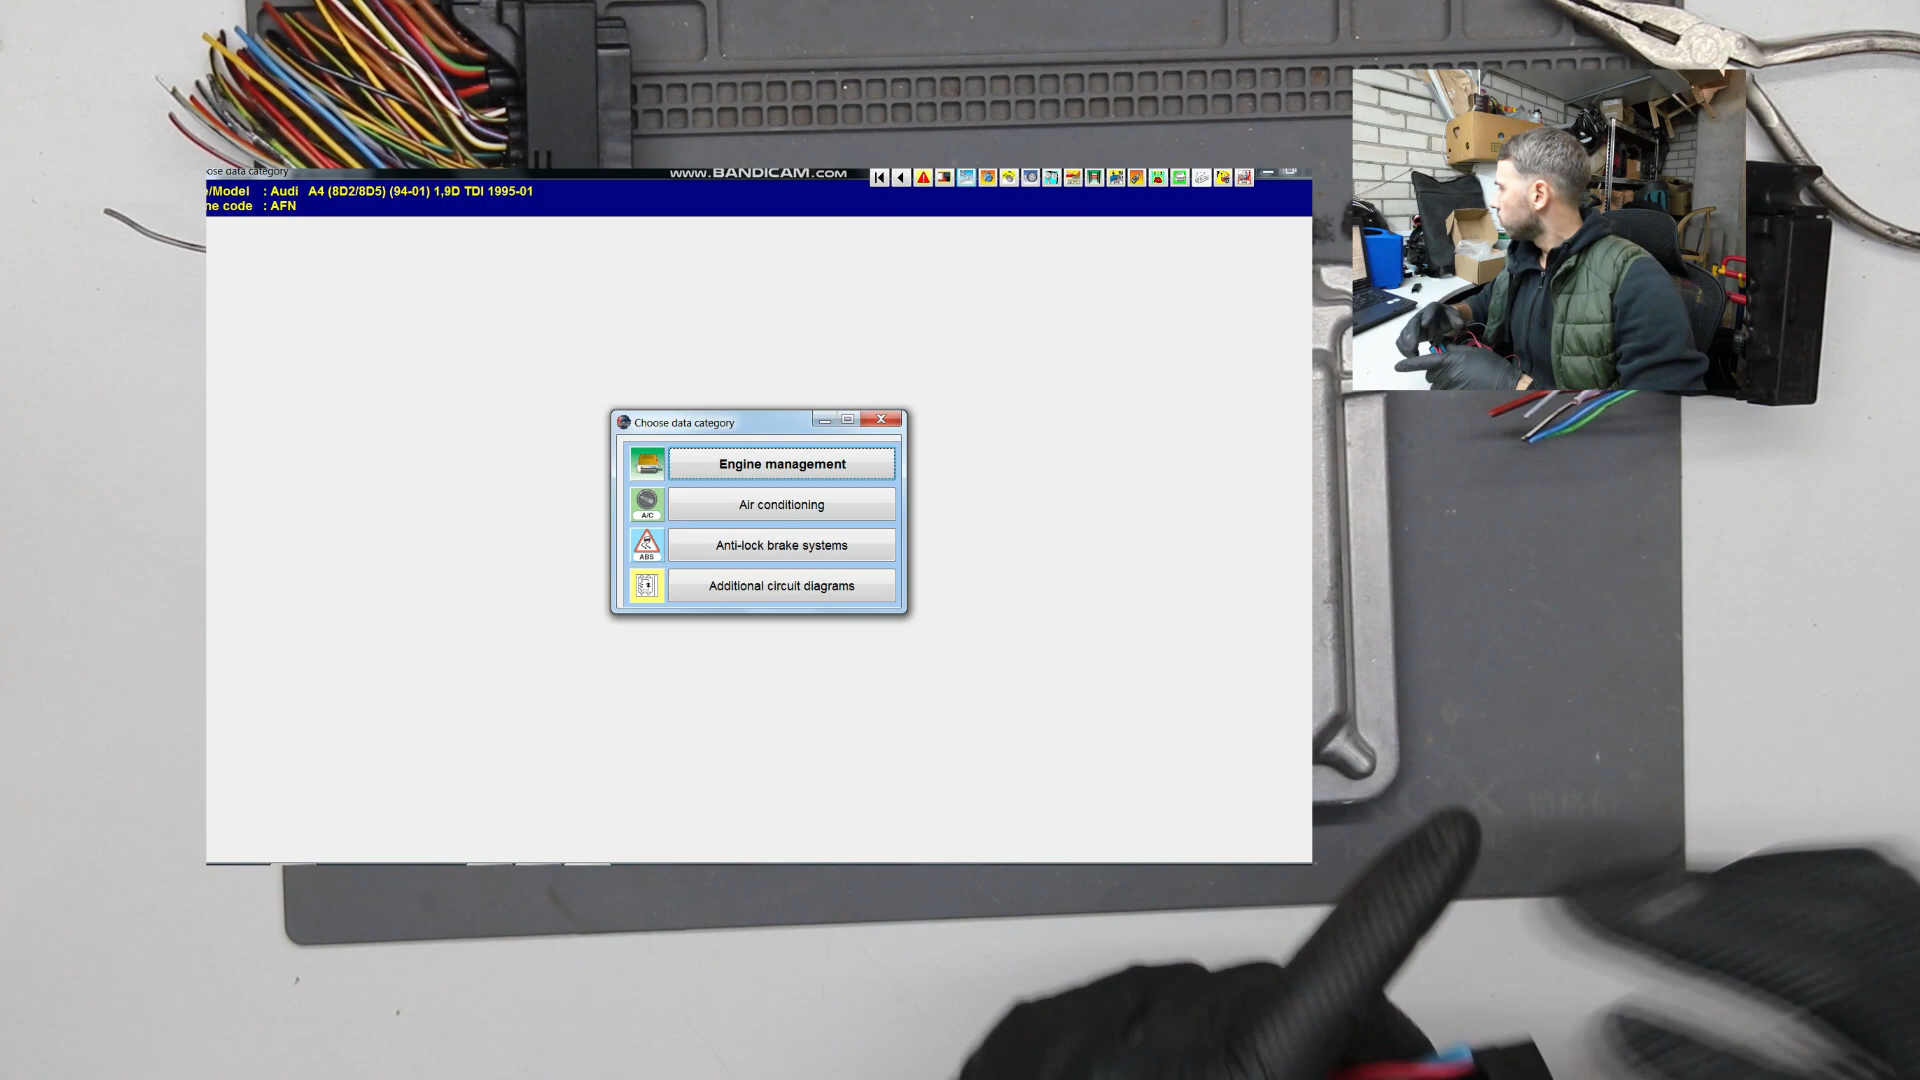 ose data category
WWW.BANDICAM.COM
/Model : Audi A4 (8D2/8D5) (94-01) 1,9D TDI 1995-01
ne code : AFN
Choose data category
Engine management
A/C
Air conditioning
ABS
Anti-lock brake systems
Additional circuit diagrams